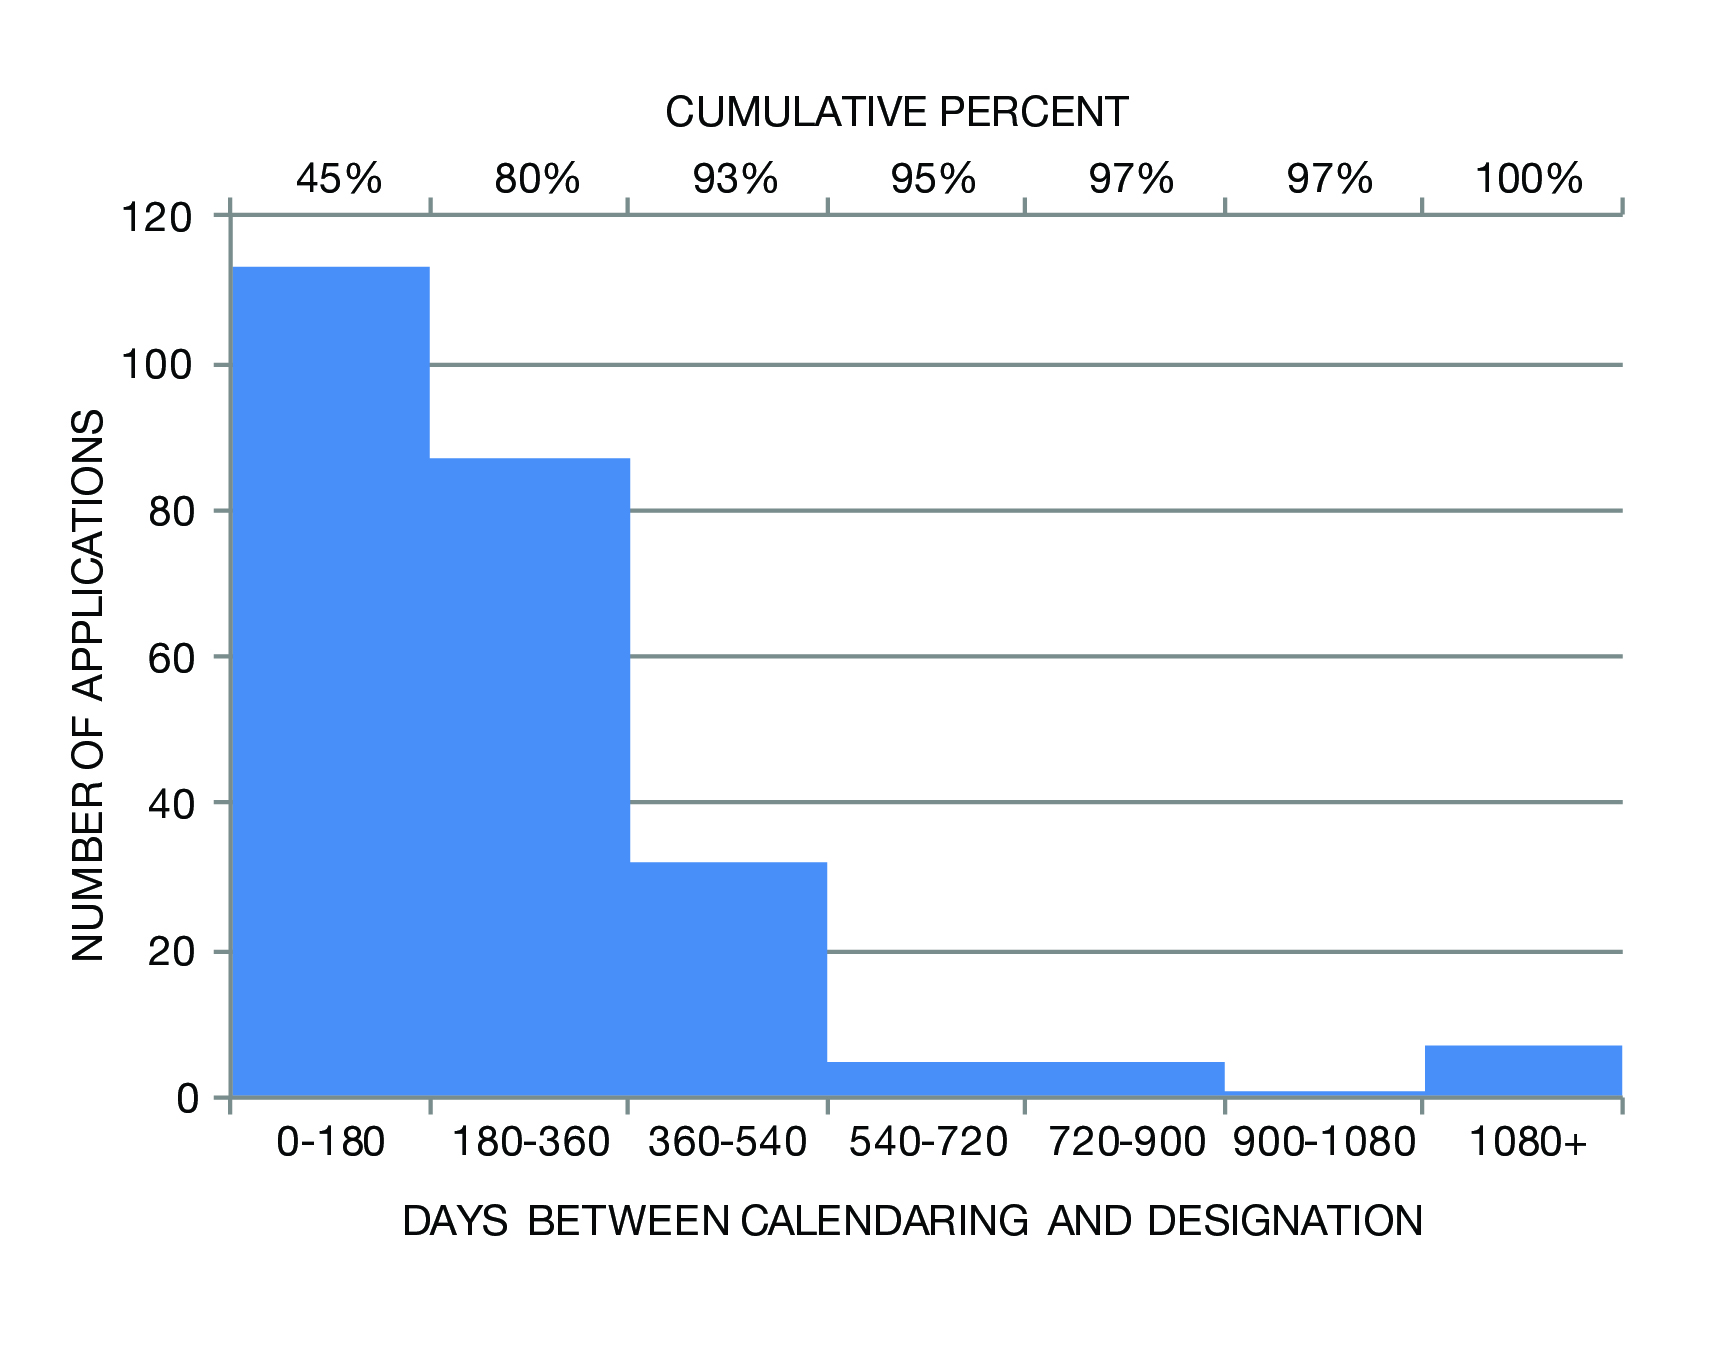 CUMULATIVE PERCENT
45% 80% 93% 95% 97% 97% 100%
120
100
80
60
40
20
0
NUMBER OF APPLICATIONS
0-180 180-360 360-540 540-720 720-900 900-1080 1080+
DAYS BETWEEN CALENDARING AND DESIGNATION